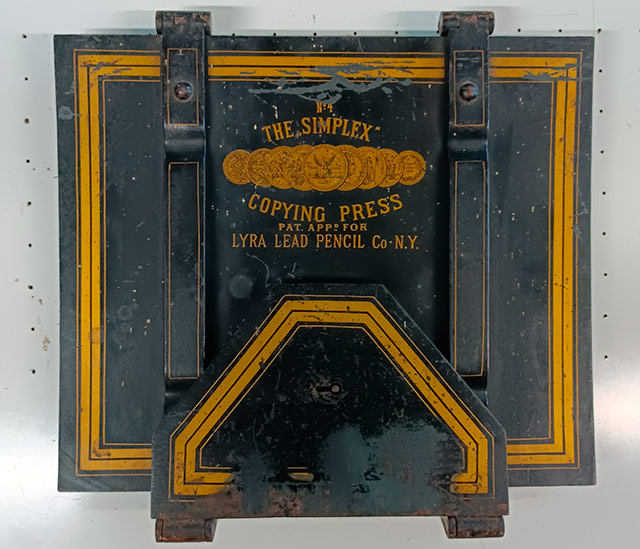 Nº4
THE „SIMPLEX"
COPYING PRESS
PAT. APPD FOR
LYRA LEAD PENCIL Co. N.Y.